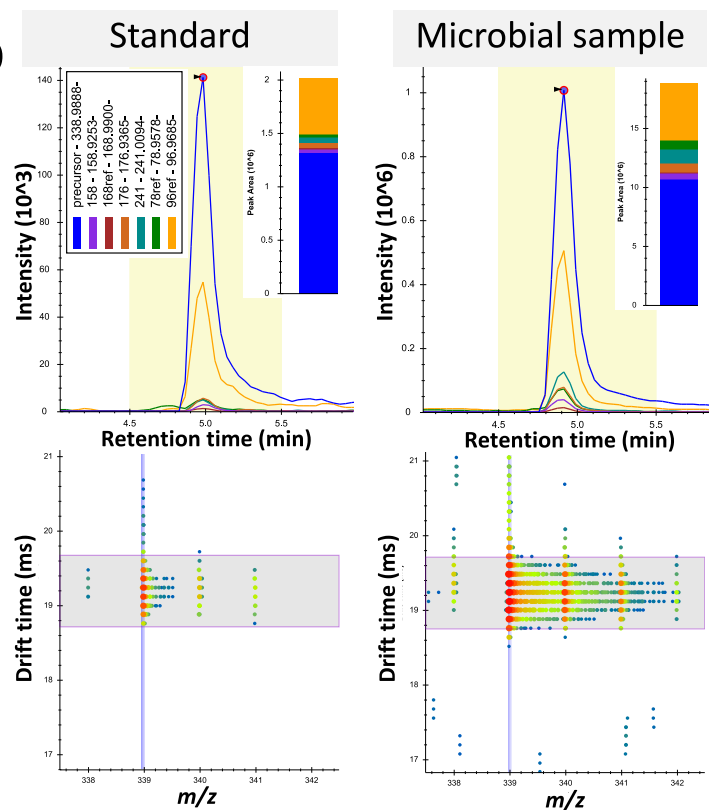 )
Standard
Microbial sample
Intensity (10^3)
140
120
100
80
60
40
20
0
precursor - 338.9888-
158 - 158.9253-
168ref - 168.9900-
176 - 176.9365-
241 - 241.0094-
78ref - 78.9578-
96ref - 96.9685-
Peak Area (10^6)
2
1.5
1
0.5
0
4.5
5.0
5.5
Retention time (min)
Intensity (10^6)
1
0.8
0.6
0.4
0.2
0
Peak Area (10^6)
15
10
5
0
4.5
5.0
5.5
Retention time (min)
Drift time (ms)
21
20
19
18
17
338
339
340
341
342
m/z
Drift time (ms)
21
20
19
18
17
338
339
340
341
342
m/z